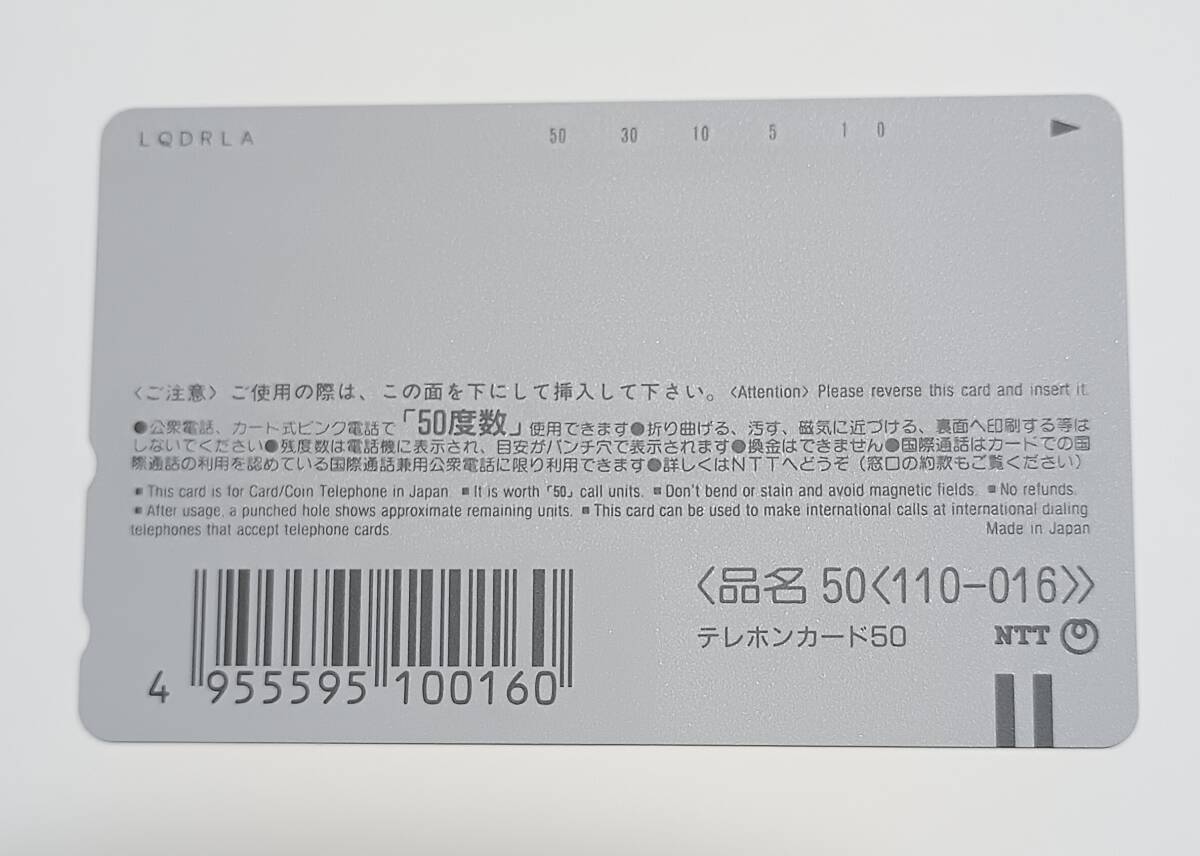 LQDRLA 50 30 10 5 1 0
〈ご注意〉ご使用の際は、この面を下にして挿入して下さい。〈Attention〉Please reverse this card and insert it.
●公衆電話、カード式ピンク電話で「50度数」使用できます●折り曲げる、汚す、磁気に近づける、裏面へ印刷する等は
しないでください●残度数は電話機に表示され、目安がパンチ穴で表示されます●換金はできません●国際通話はカードでの国
際通話の利用を認めている国際通話兼用公衆電話に限り利用できます●詳しくはNTTへどうぞ(窓口の約款もご覧ください)
■This card is for Card/Coin Telephone in Japan. ■It is worth「50」call units. ■Don't bend or stain and avoid magnetic fields. ■No refunds.
■After usage, a punched hole shows approximate remaining units. ■This card can be used to make international calls at international dialing
telephones that accept telephone cards.
Made in Japan
〈品名 50〈110-016〉〉
テレホンカード50 NTT
4 955595 100160